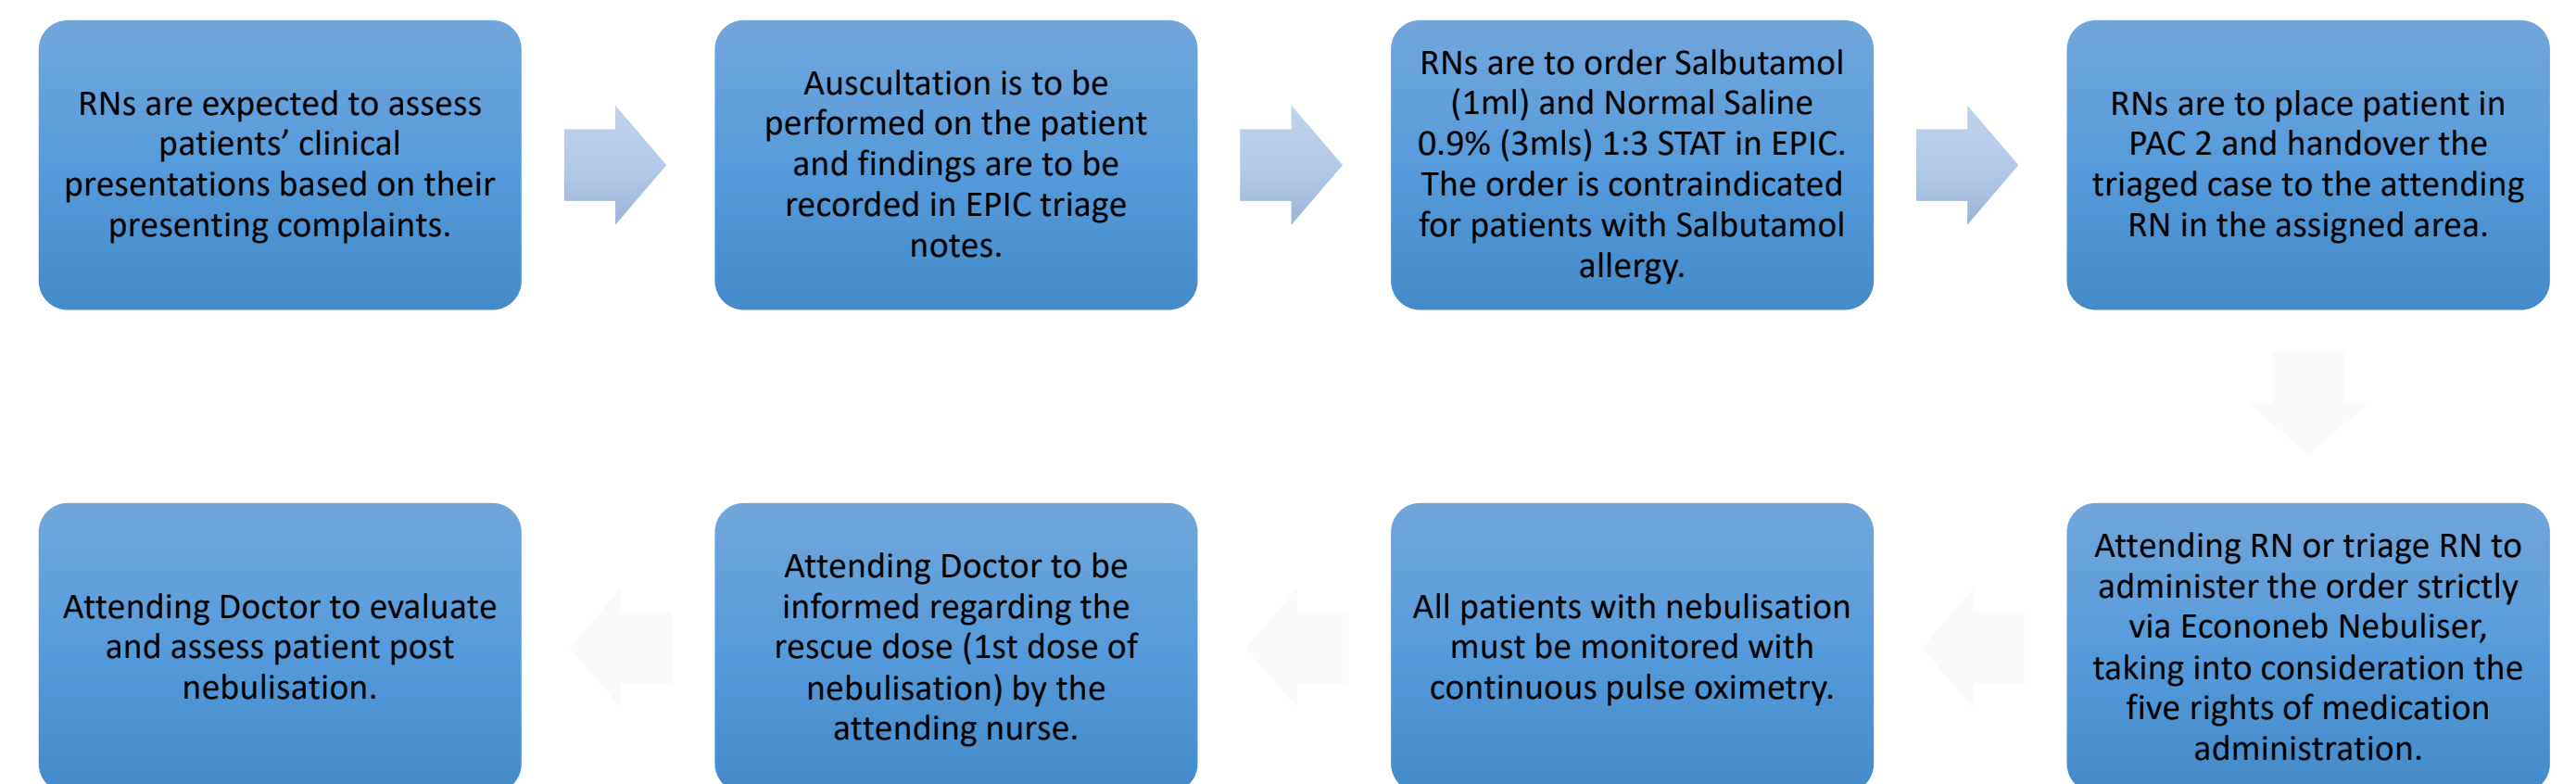 RNs are expected to assess
patients’ clinical
presentations based on their
presenting complaints.
Auscultation is to be
performed on the patient
and findings are to be
recorded in EPIC triage
notes.
RNs are to order Salbutamol
(1ml) and Normal Saline
0.9% (3mls) 1:3 STAT in EPIC.
The order is contraindicated
for patients with Salbutamol
allergy.
RNs are to place patient in
PAC 2 and handover the
triaged case to the attending
RN in the assigned area.
Attending RN or triage RN to
administer the order strictly
via Econoneb Nebuliser,
taking into consideration the
five rights of medication
administration.
All patients with nebulisation
must be monitored with
continuous pulse oximetry.
Attending Doctor to be
informed regarding the
rescue dose (1st dose of
nebulisation) by the
attending nurse.
Attending Doctor to evaluate
and assess patient post
nebulisation.